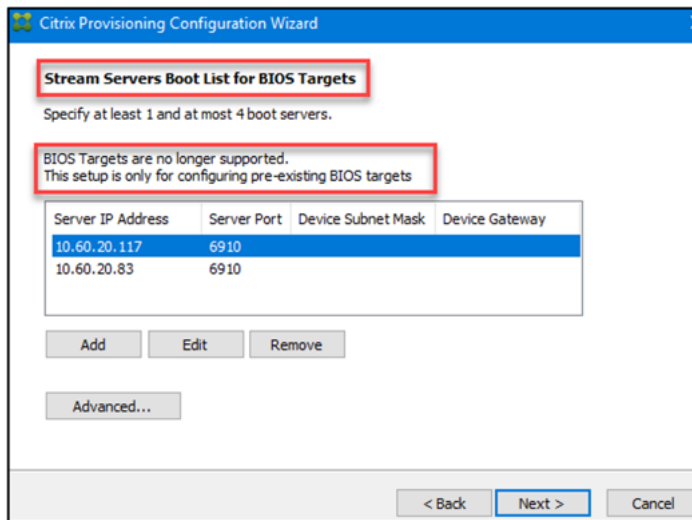 Citrix Provisioning Configuration Wizard
Stream Servers Boot List for BIOS Targets
Specify at least 1 and at most 4 boot servers.
BIOS Targets are no longer supported.
This setup is only for configuring pre-existing BIOS targets
Server IP Address Server Port Device Subnet Mask Device Gateway
10.60.20.117 6910
10.60.20.83 6910
Add Edit Remove
Advanced...
< Back Next > Cancel